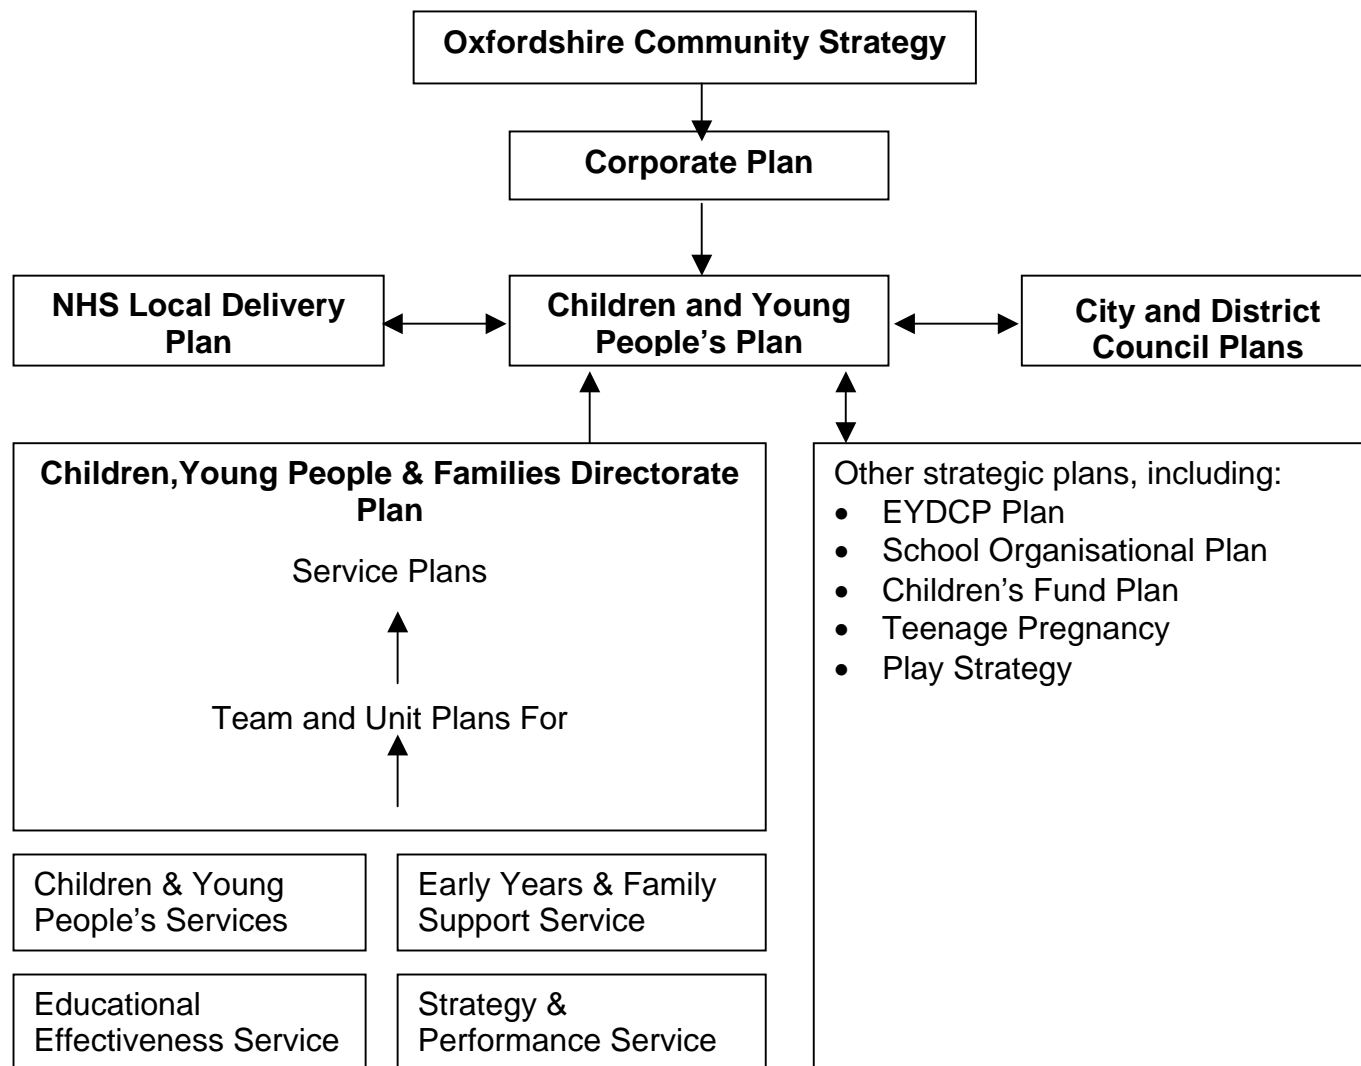 Oxfordshire Community Strategy
Corporate Plan
NHS Local Delivery
Plan
Children and Young
People's Plan
City and District
Council Plans
Children,Young People & Families Directorate
Plan
Service Plans
Team and Unit Plans For
Other strategic plans, including:
• EYDCP Plan
• School Organisational Plan
• Children's Fund Plan
• Teenage Pregnancy
• Play Strategy
Children & Young
People's Services
Early Years & Family
Support Service
Educational
Effectiveness Service
Strategy &
Performance Service